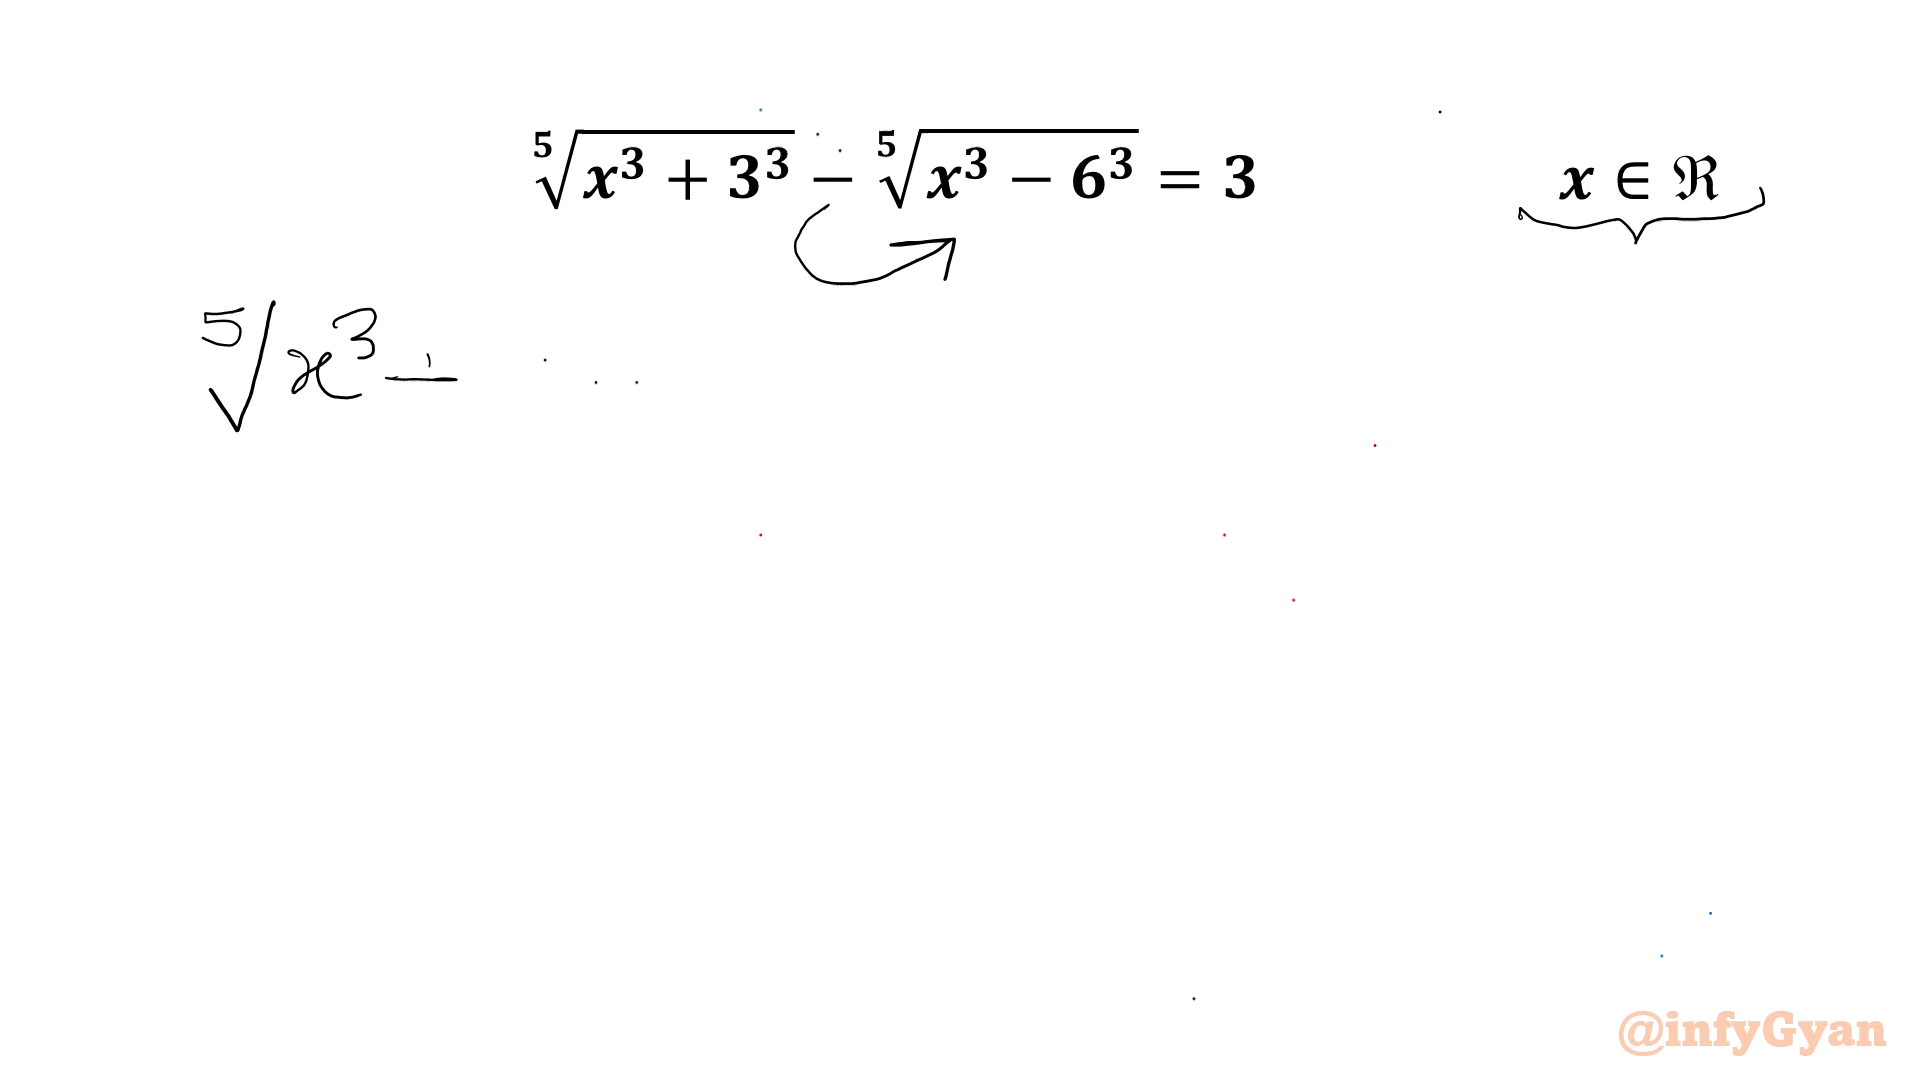 ⁵√(x³ + 3³) − ⁵√(x³ − 6³) = 3 x ∈ ℜ
⁵√x³ +
@infyGyan